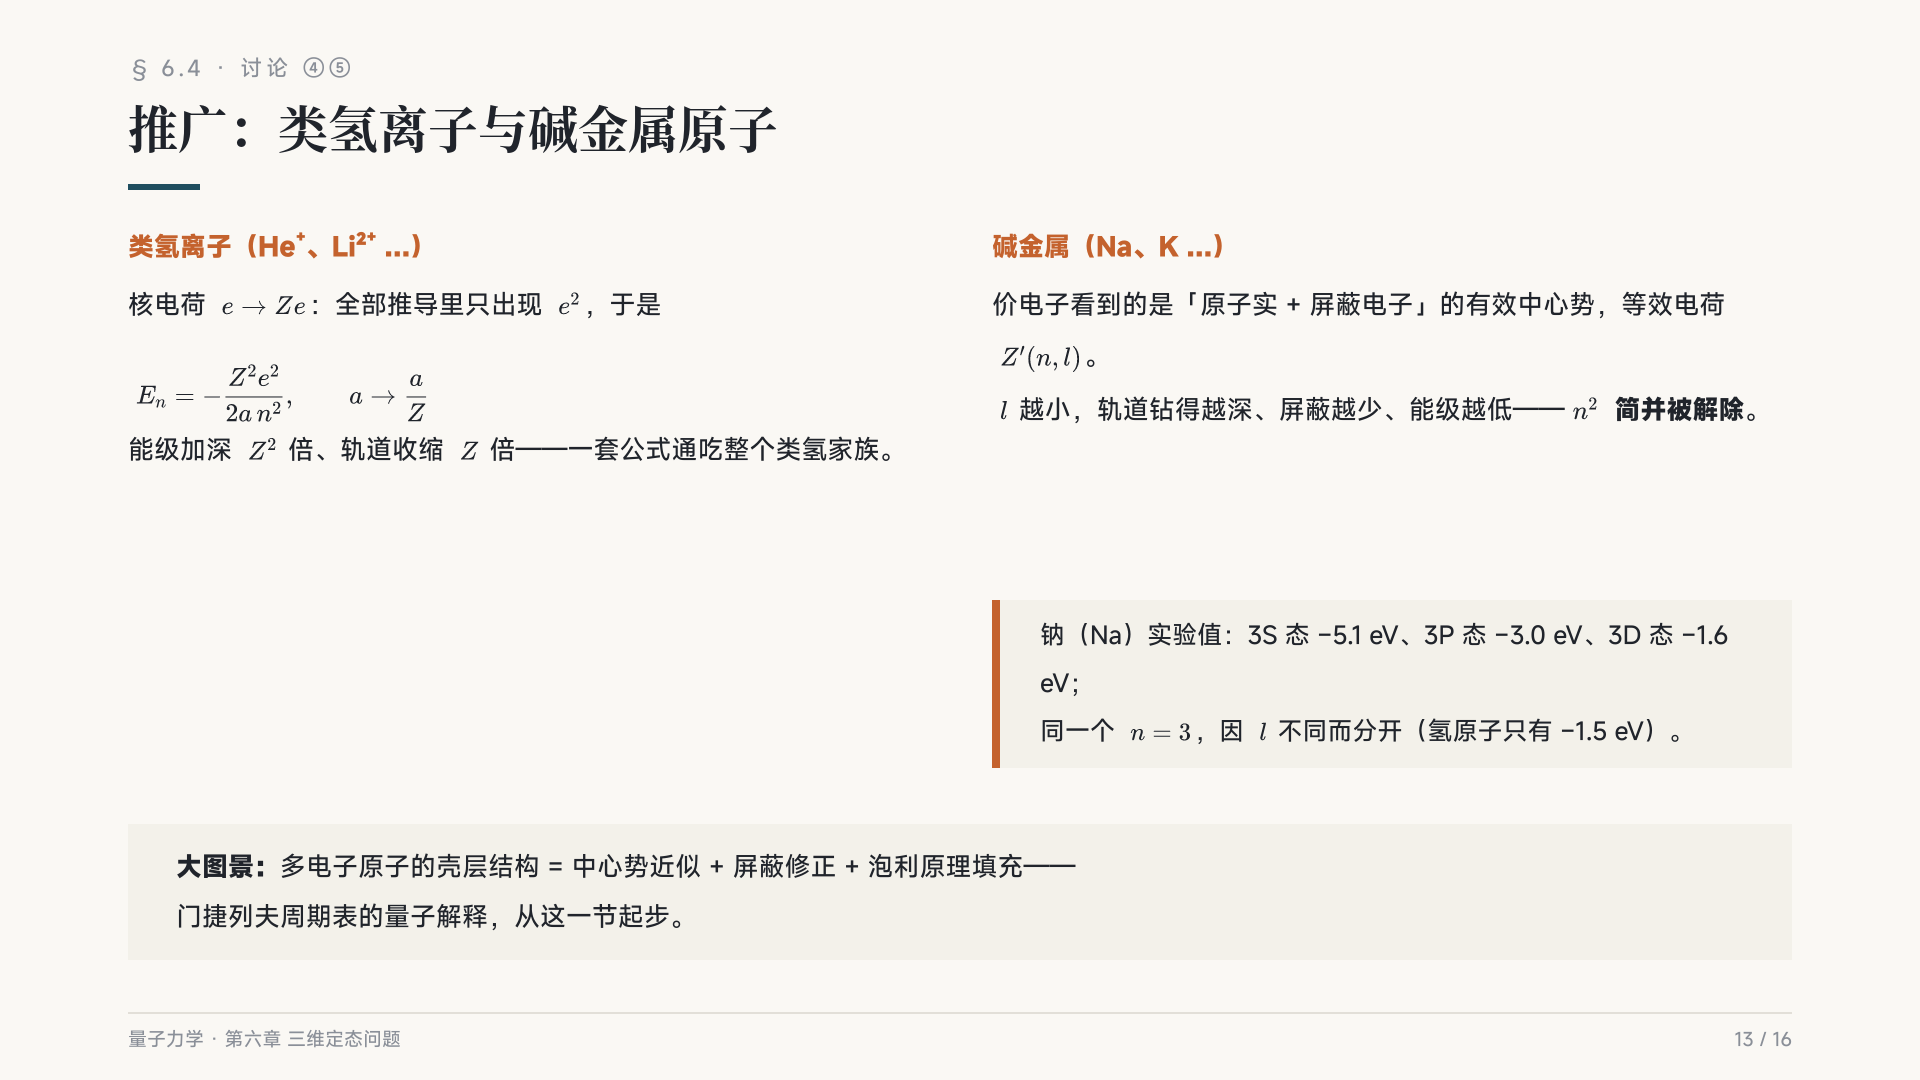 § 6.4 · 讨论 ④⑤
推广：类氢离子与碱金属原子
类氢离子（He⁺、Li²⁺ …）
核电荷 e → Ze：全部推导里只出现 e²，于是
Eₙ = −Z²e²/2a n², a → a/Z
能级加深 Z² 倍、轨道收缩 Z 倍——一套公式通吃整个类氢家族。
碱金属（Na、K …）
价电子看到的是「原子实 + 屏蔽电子」的有效中心势，等效电荷
Z′(n, l)。
l 越小，轨道钻得越深、屏蔽越少、能级越低—— n² 简并被解除。
钠（Na）实验值：3S 态 −5.1 eV、3P 态 −3.0 eV、3D 态 −1.6
eV；
同一个 n = 3，因 l 不同而分开（氢原子只有 −1.5 eV）。
大图景：多电子原子的壳层结构 = 中心势近似 + 屏蔽修正 + 泡利原理填充——
门捷列夫周期表的量子解释，从这一节起步。
量子力学 · 第六章 三维定态问题
13 / 16